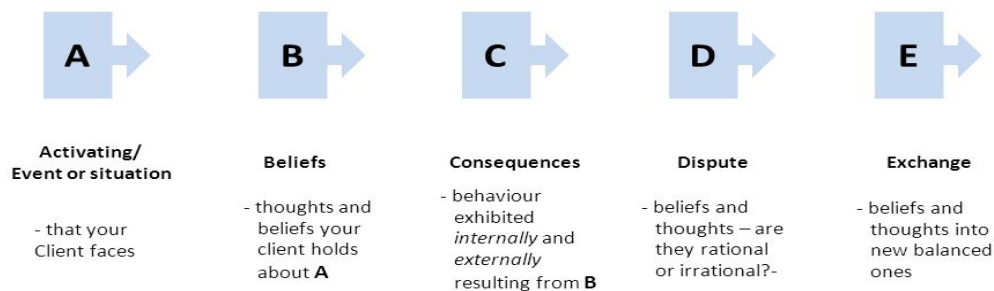 A
B
C
D
E
Activating/
Event or situation
- that your
Client faces
Beliefs
- thoughts and
beliefs your
client holds
about A
Consequences
- behaviour
exhibited
internally and
externally
resulting from B
Dispute
- beliefs and
thoughts – are
they rational
or irrational?-
Exchange
- beliefs and
thoughts into
new balanced
ones